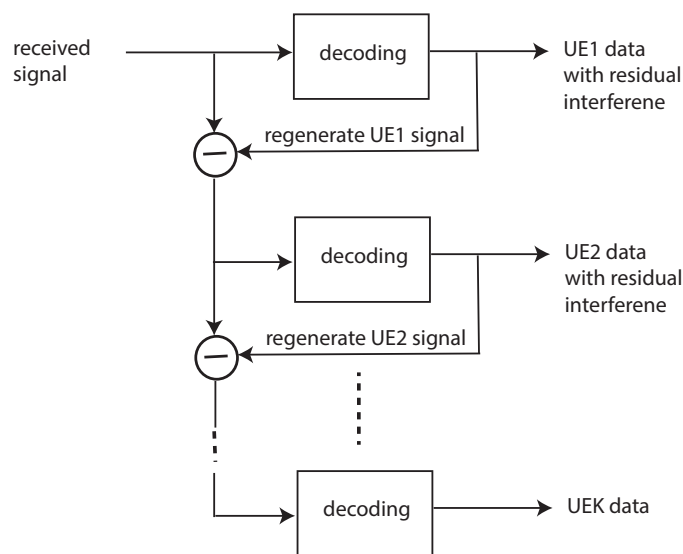 received
signal
decoding
UE1 data
with residual
interferene
regenerate UE1 signal
decoding
UE2 data
with residual
interferene
regenerate UE2 signal
decoding
UEK data